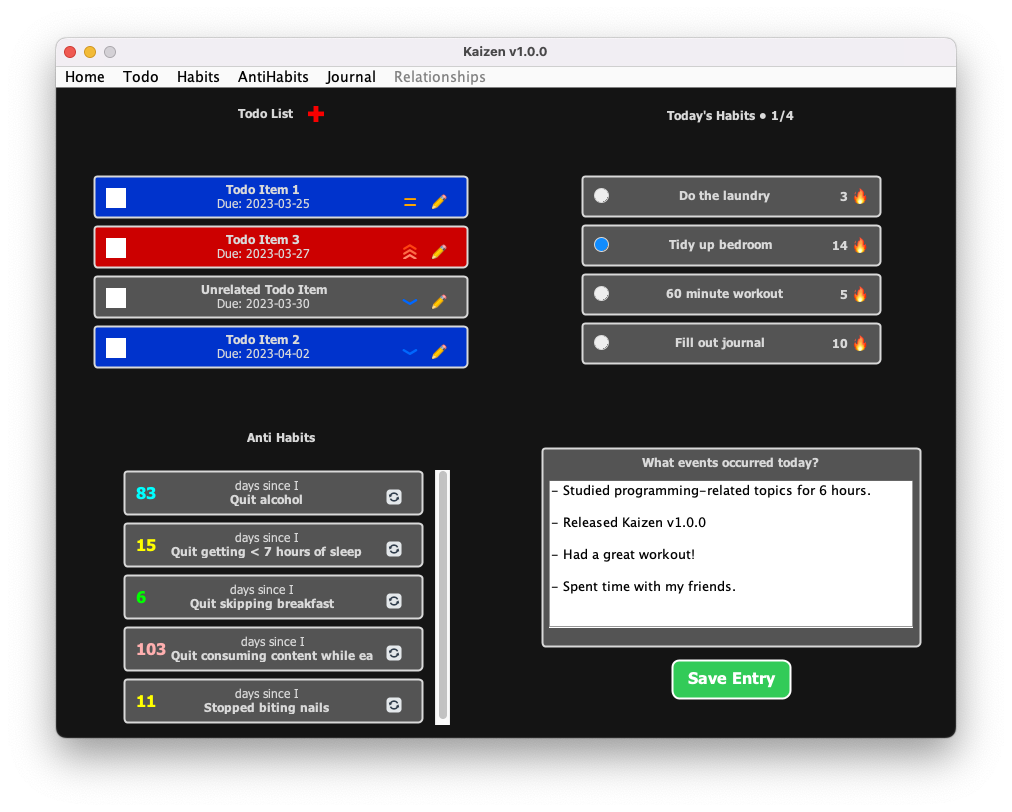 Kaizen v1.0.0
Home Todo Habits AntiHabits Journal Relationships
Todo List
Todo Item 1
Due: 2023-03-25
Todo Item 3
Due: 2023-03-27
Unrelated Todo Item
Due: 2023-03-30
Todo Item 2
Due: 2023-04-02
Today's Habits • 1/4
Do the laundry 3
Tidy up bedroom 14
60 minute workout 5
Fill out journal 10
Anti Habits
83 days since I
Quit alcohol
15 days since I
Quit getting < 7 hours of sleep
6 days since I
Quit skipping breakfast
103 days since I
Quit consuming content while ea
11 days since I
Stopped biting nails
What events occurred today?
- Studied programming-related topics for 6 hours.
- Released Kaizen v1.0.0
- Had a great workout!
- Spent time with my friends.
Save Entry